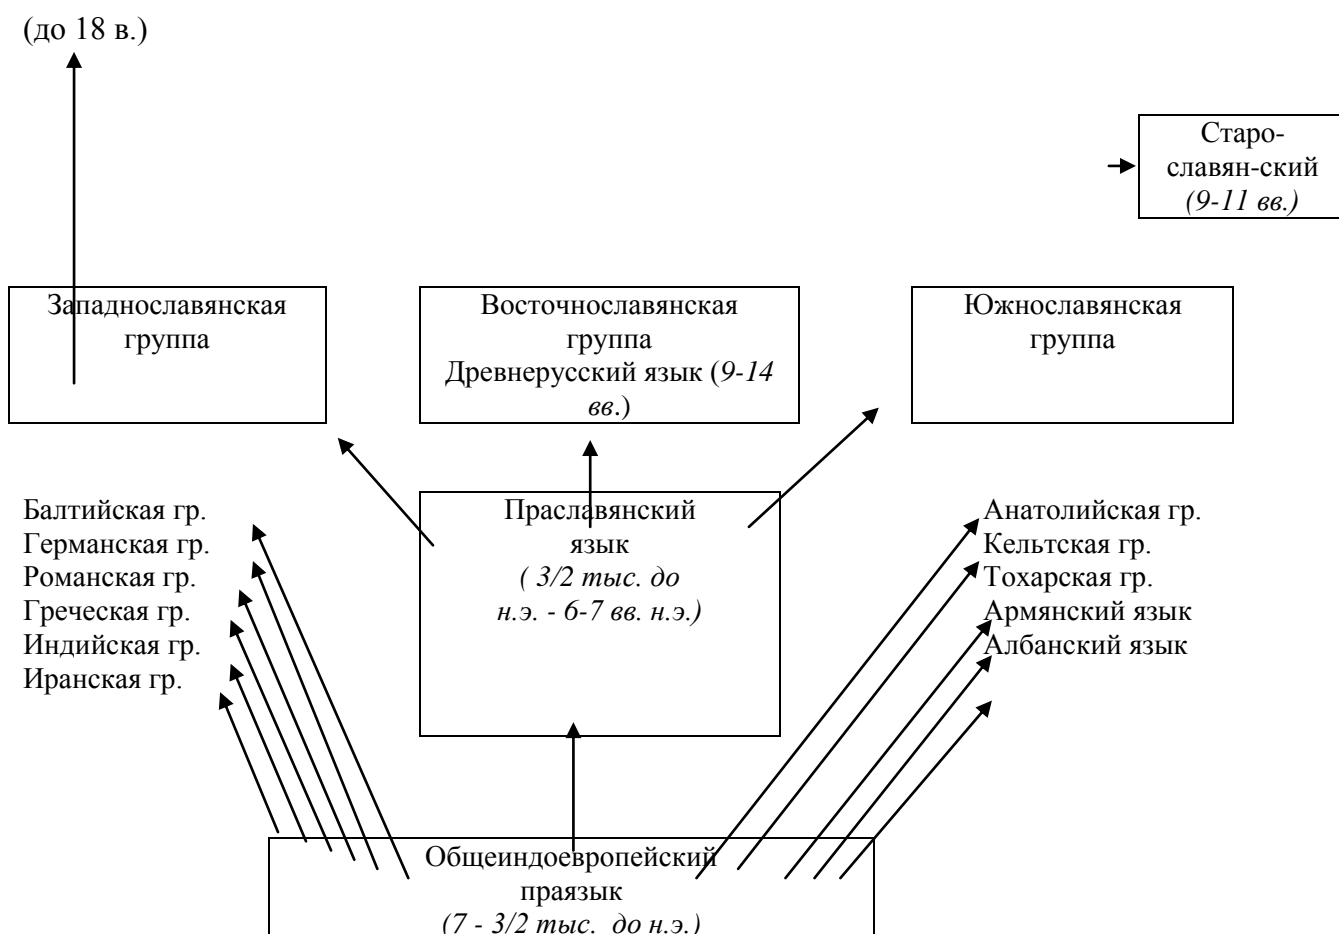 (до 18 в.)
Старо-
славян-ский
(9-11 вв.)
Западнославянская
группа
Восточнославянская
группа
Древнерусский язык (9-14
вв.)
Южнославянская
группа
Балтийская гр.
Германская гр.
Романская гр.
Греческая гр.
Индийская гр.
Иранская гр.
Праславянский
язык
( 3/2 тыс. до
н.э. - 6-7 вв. н.э.)
Анатолийская гр.
Кельтская гр.
Тохарская гр.
Армянский язык
Албанский язык
Общеиндоевропейский
праязык
(7 - 3/2 тыс. до н.э.)